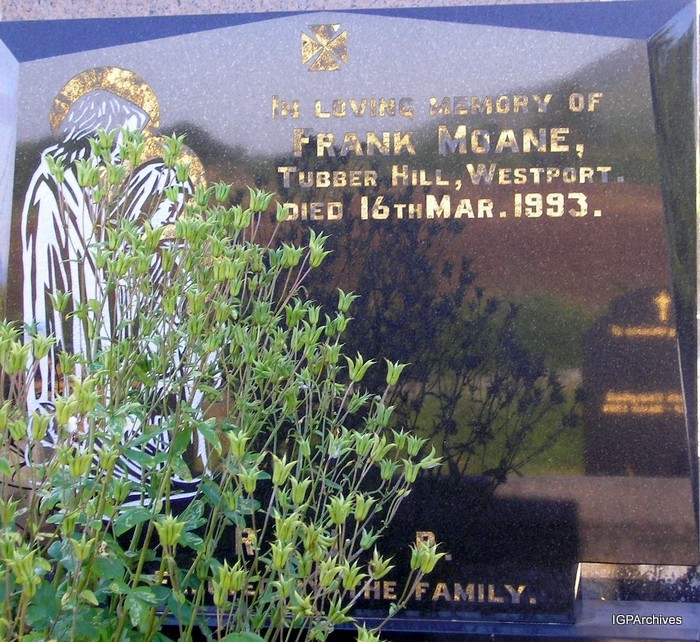 IN LOVING MEMORY OF
FRANK MOANE,
TUBBER HILL, WESTPORT.
DIED 16TH MAR. 1993.
R. P.
THE FAMILY.
IGPArchives